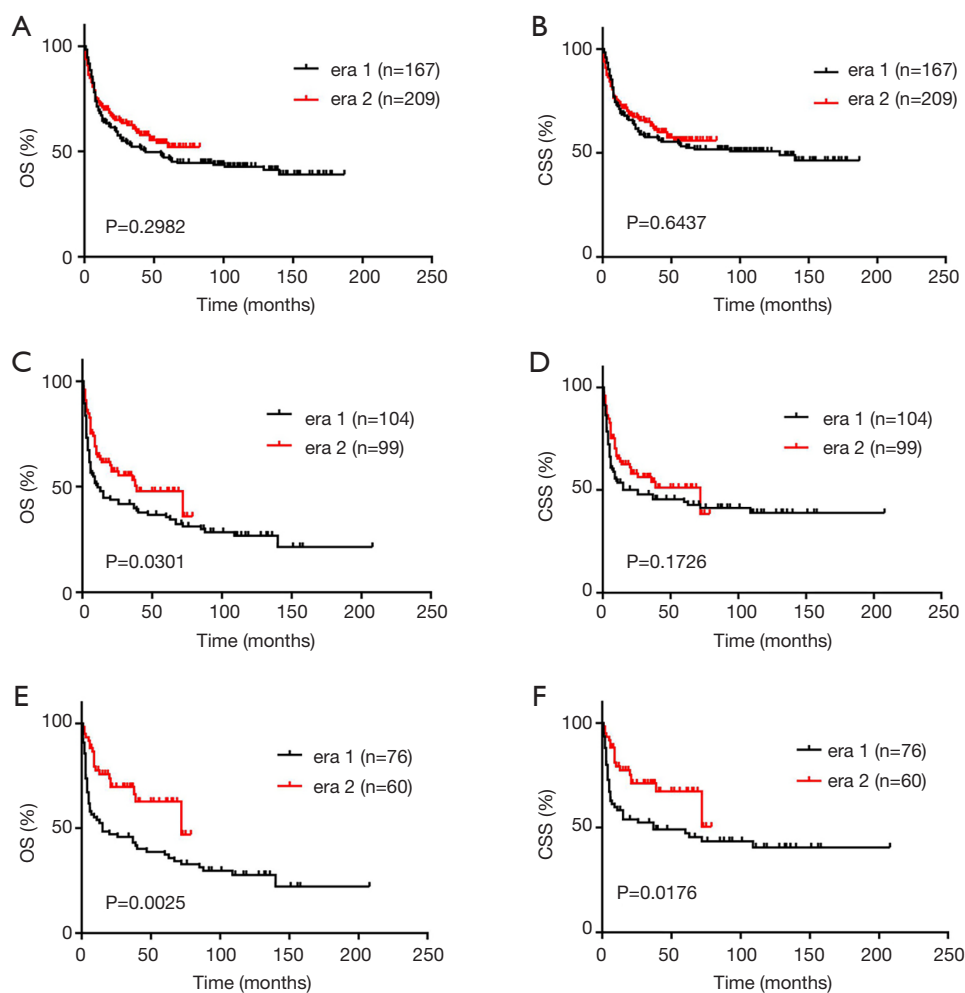 A
100
50
0
OS (%)
era 1 (n=167)
era 2 (n=209)
P=0.2982
0 50 100 150 200 250
Time (months)
B
100
50
0
CSS (%)
era 1 (n=167)
era 2 (n=209)
P=0.6437
0 50 100 150 200 250
Time (months)
C
100
50
0
OS (%)
era 1 (n=104)
era 2 (n=99)
P=0.0301
0 50 100 150 200 250
Time (months)
D
100
50
0
CSS (%)
era 1 (n=104)
era 2 (n=99)
P=0.1726
0 50 100 150 200 250
Time (months)
E
100
50
0
OS (%)
era 1 (n=76)
era 2 (n=60)
P=0.0025
0 50 100 150 200 250
Time (months)
F
100
50
0
CSS (%)
era 1 (n=76)
era 2 (n=60)
P=0.0176
0 50 100 150 200 250
Time (months)